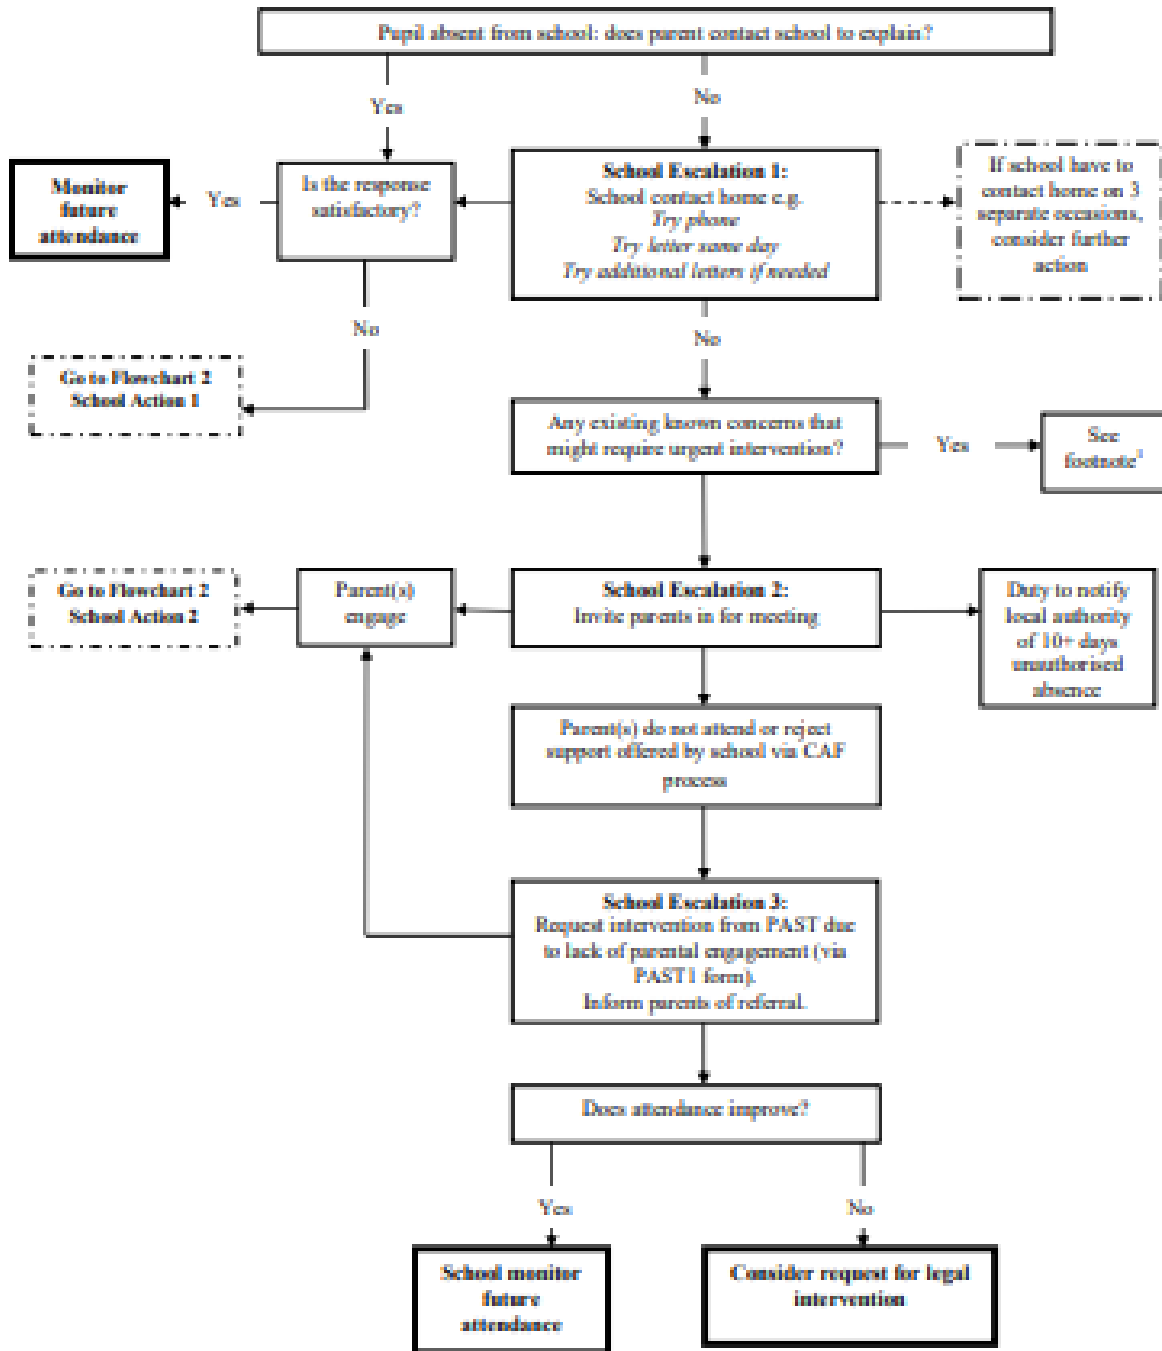 Pupil absent from school: does parent contact school to explain?
Yes
No
Monitor
future
attendance
Yes
Is the response
satisfactory?
School Escalation 1:
School contact home e.g.
Try phone
Try letter same day
Try additional letters if needed
If school have to
contact home on 3
separate occasions,
consider further
action
No
No
Go to Flowchart 2
School Action 1
Any existing known concerns that
might require urgent intervention?
Yes
See
footnote
Go to Flowchart 2
School Action 2
Parent(s)
engage
School Escalation 2:
Invite parents in for meeting
Duty to notify
local authority
of 10+ days
unauthorised
absence
Parent(s) do not attend or reject
support offered by school via CAF
process
School Escalation 3:
Request intervention from PAST due
to lack of parental engagement (via
PAST1 form).
Inform parents of referral.
Does attendance improve?
Yes
No
School monitor
future
attendance
Consider request for legal
intervention